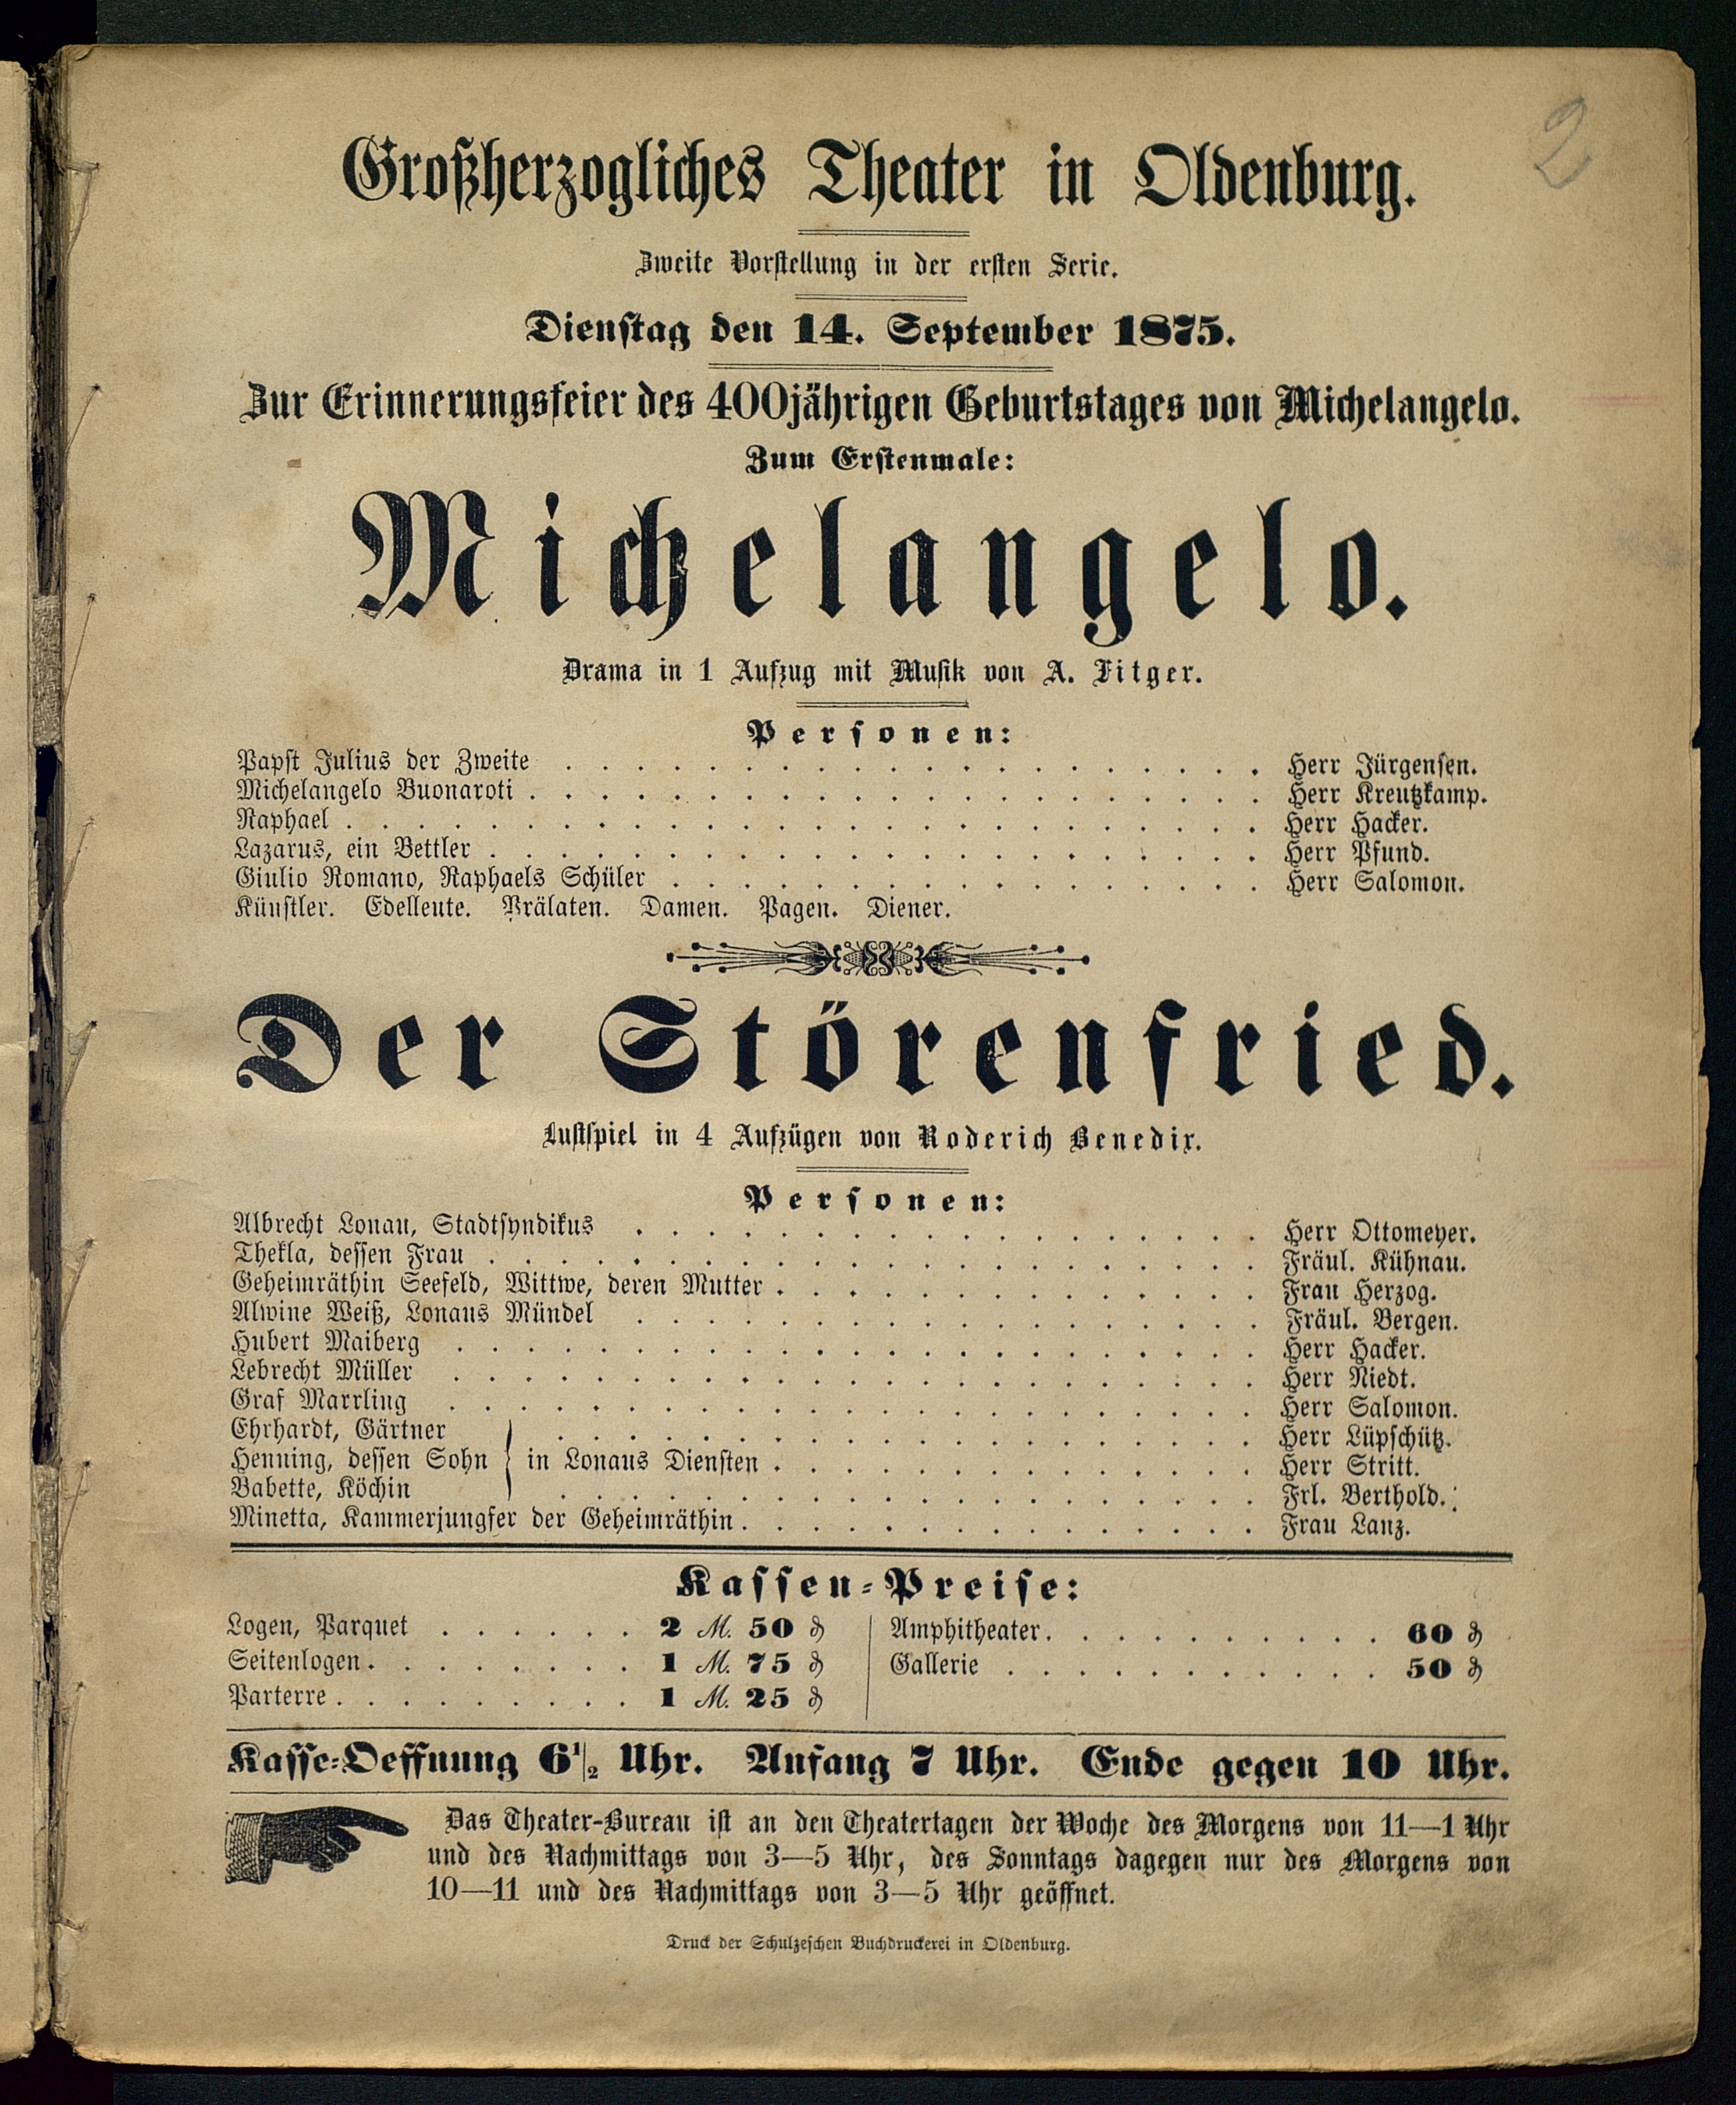 2
Großherzogliches Theater in Oldenburg.
Zweite Vorstellung in der ersten Serie.
Dienstag den 14. September 1875.
Zur Erinnerungsfeier des 400jährigen Geburtstages von Michelangelo.
Zum Erstenmale:
Michelangelo.
Drama in 1 Aufzug mit Musik von A. Fitger.
Personen:
Papst Julius der Zweite . . . . Herr Jürgensen.
Michelangelo Buonaroti . . . . Herr Kreutzkamp.
Raphael . . . . Herr Hacker.
Lazarus, ein Bettler . . . . Herr Pfund.
Giulio Romano, Raphaels Schüler . . . . Herr Salomon.
Künstler. Edelleute. Prälaten. Damen. Pagen. Diener.
Der Störenfried.
Lustspiel in 4 Aufzügen von Roderich Benedix.
Personen:
Albrecht Lonau, Stadtsyndikus . . . . Herr Ottomeyer.
Thekla, dessen Frau . . . . Fräul. Kühnau.
Geheimräthin Seefeld, Wittwe, deren Mutter . . . . Frau Herzog.
Alwine Weiß, Lonaus Mündel . . . . Fräul. Bergen.
Hubert Maiberg . . . . Herr Hacker.
Lebrecht Müller . . . . Herr Niedt.
Graf Marrling . . . . Herr Salomon.
Ehrhardt, Gärtner . . . . Herr Lüpschütz.
Henning, dessen Sohn } in Lonaus Diensten . . . . Herr Stritt.
Babette, Köchin . . . . Frl. Berthold.
Minetta, Kammerjungfer der Geheimräthin . . . . Frau Lanz.
Kassen-Preise:
Logen, Parquet . . . . 2 M. 50 ₰
Seitenlogen . . . . 1 M. 75 ₰
Parterre . . . . 1 M. 25 ₰
Amphitheater . . . . 60 ₰
Gallerie . . . . 50 ₰
Kasse-Oeffnung 6 1/2 Uhr. Anfang 7 Uhr. Ende gegen 10 Uhr.
Das Theater-Bureau ist an den Theatertagen der Woche des Morgens von 11—1 Uhr
und des Nachmittags von 3—5 Uhr, des Sonntags dagegen nur des Morgens von
10—11 und des Nachmittags von 3—5 Uhr geöffnet.
Druck der Schulzeschen Buchdruckerei in Oldenburg.